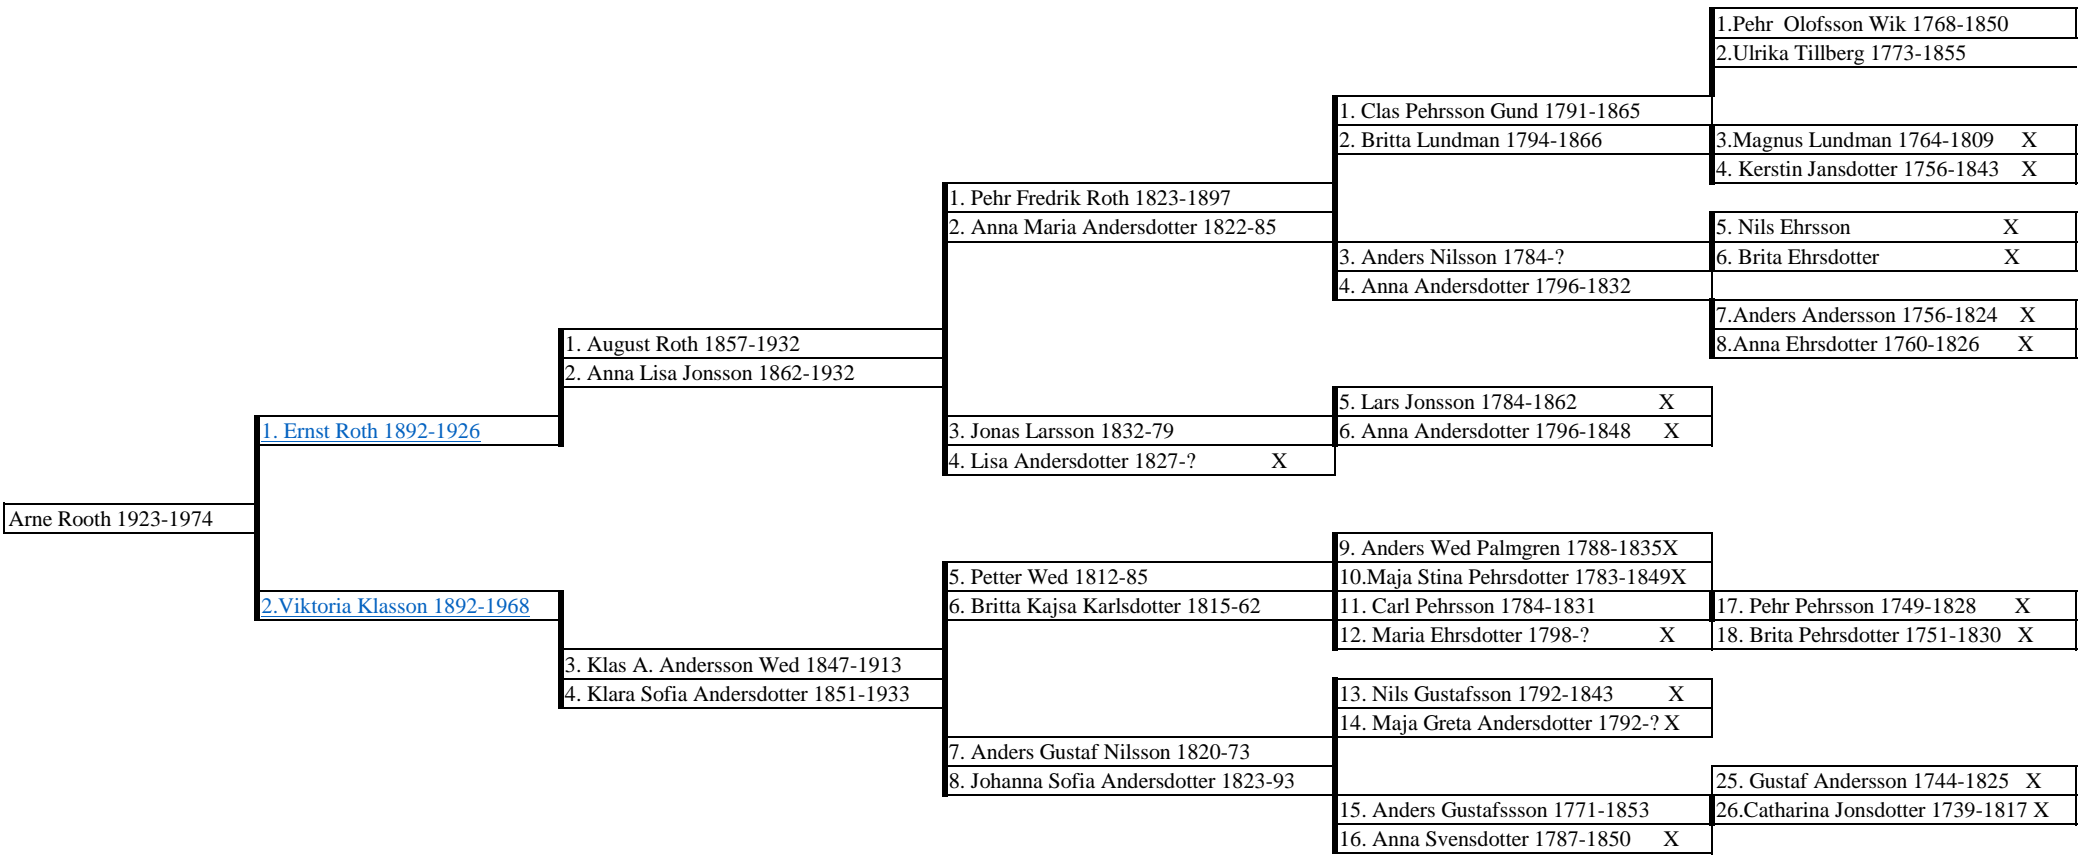 1.Pehr  Olofsson Wik 1768-1850
2.Ulrika Tillberg 1773-1855
1. Clas Pehrsson Gund 1791-1865
2. Britta Lundman 1794-1866
3.Magnus Lundman 1764-1809 X
4. Kerstin Jansdotter 1756-1843 X
1. Pehr Fredrik Roth 1823-1897
2. Anna Maria Andersdotter 1822-85
5. Nils Ehrsson X
3. Anders Nilsson 1784-?
6. Brita Ehrsdotter X
4. Anna Andersdotter 1796-1832
7.Anders Andersson 1756-1824 X
1. August Roth 1857-1932
8.Anna Ehrsdotter 1760-1826 X
2. Anna Lisa Jonsson 1862-1932
5. Lars Jonsson 1784-1862 X
1. Ernst Roth 1892-1926
3. Jonas Larsson 1832-79
6. Anna Andersdotter 1796-1848 X
4. Lisa Andersdotter 1827-? X
Arne Rooth 1923-1974
9. Anders Wed Palmgren 1788-1835X
5. Petter Wed 1812-85
10.Maja Stina Pehrsdotter 1783-1849X
2.Viktoria Klasson 1892-1968
6. Britta Kajsa Karlsdotter 1815-62
11. Carl Pehrsson 1784-1831
17. Pehr Pehrsson 1749-1828 X
12. Maria Ehrsdotter 1798-? X
18. Brita Pehrsdotter 1751-1830 X
3. Klas A. Andersson Wed 1847-1913
4. Klara Sofia Andersdotter 1851-1933
13. Nils Gustafsson 1792-1843 X
14. Maja Greta Andersdotter 1792-? X
7. Anders Gustaf Nilsson 1820-73
8. Johanna Sofia Andersdotter 1823-93
25. Gustaf Andersson 1744-1825 X
15. Anders Gustafssson 1771-1853
26.Catharina Jonsdotter 1739-1817 X
16. Anna Svensdotter 1787-1850 X